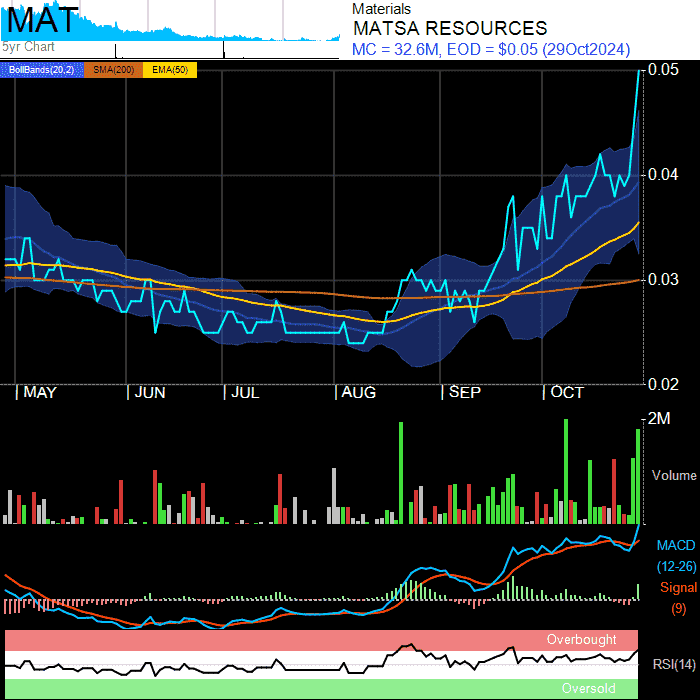 MAT
5yr Chart
Materials
MATSA RESOURCES
MC = 32.6M, EOD = $0.05 (29Oct2024)
BollBands(20,2) SMA(200) EMA(50)
0.05
0.04
0.03
0.02
MAY JUN JUL AUG SEP OCT
2M
Volume
MACD
(12-26)
Signal
(9)
Overbought
RSI(14)
Oversold